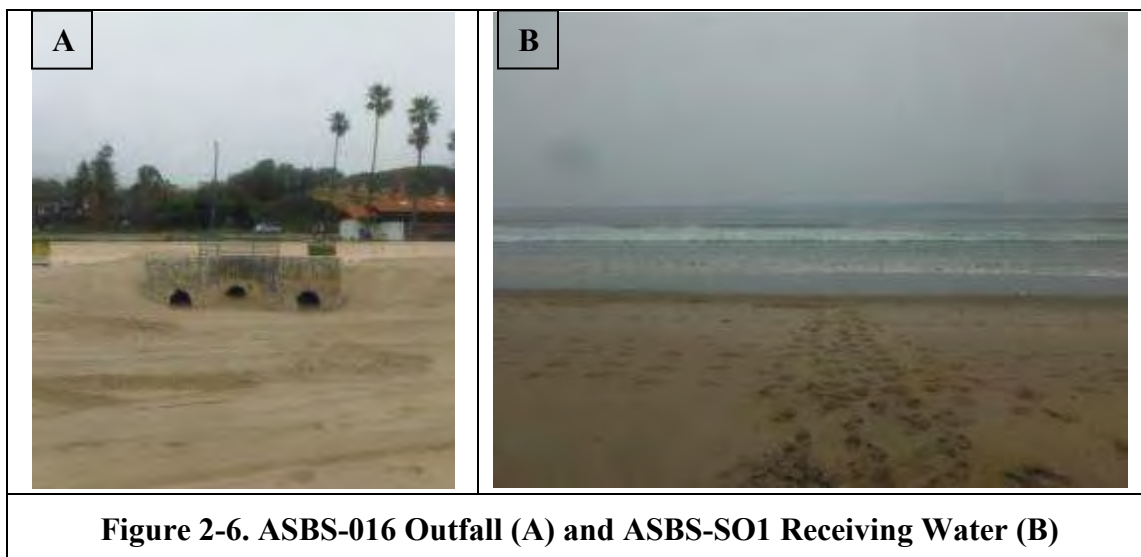 A
B
Figure 2-6. ASBS-016 Outfall (A) and ASBS-SO1 Receiving Water (B)